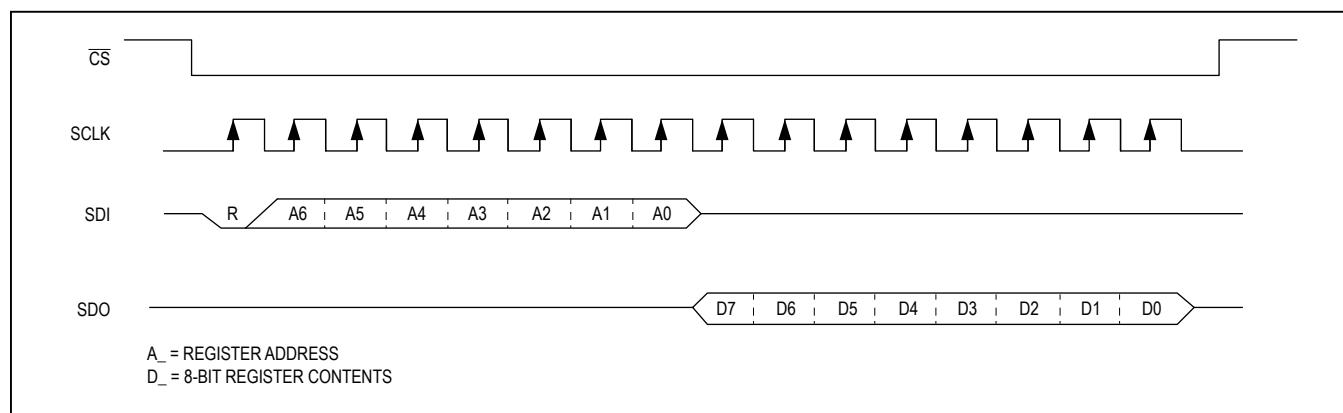 CS
SCLK
SDI R A6 A5 A4 A3 A2 A1 A0
SDO D7 D6 D5 D4 D3 D2 D1 D0
A_ = REGISTER ADDRESS
D_ = 8-BIT REGISTER CONTENTS